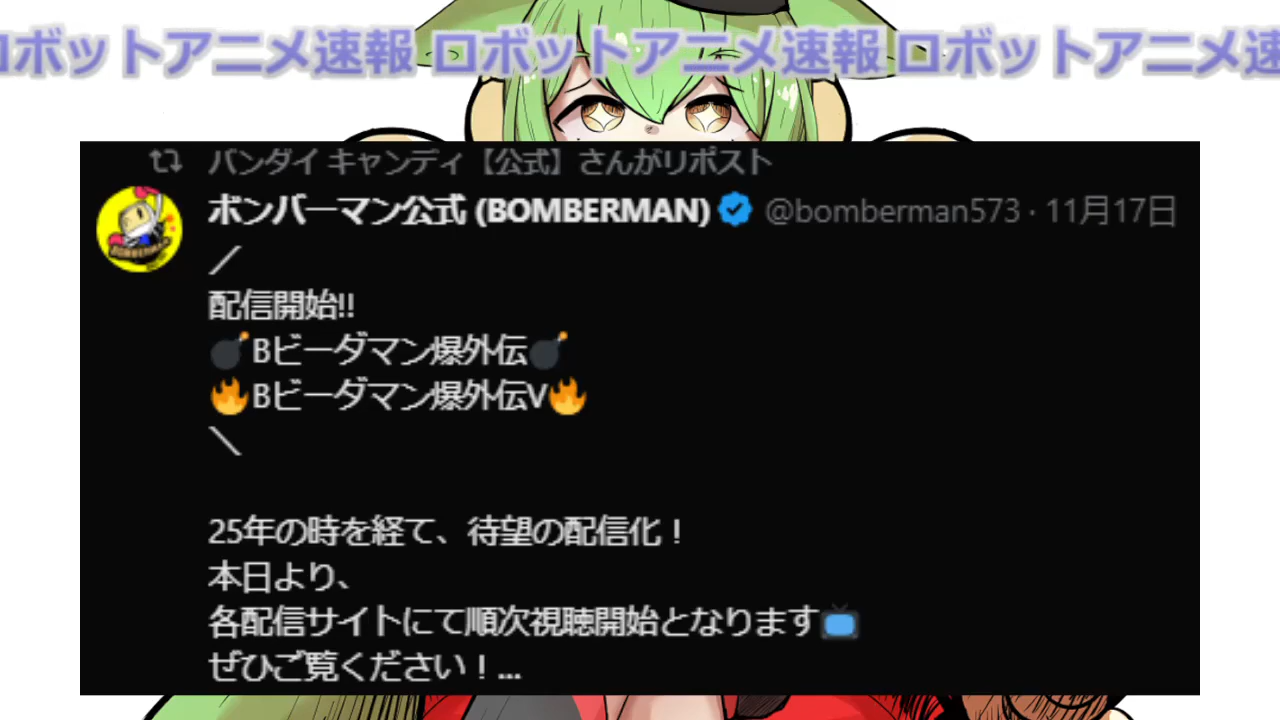 ロボットアニメ速報 ロボットアニメ速報 ロボットアニメ速
バンダイ キャンディ【公式】さんがリポスト
ボンバーマン公式 (BOMBERMAN) @bomberman573 · 11月17日
／
配信開始!!
💣Bビーダマン爆外伝💣
🔥Bビーダマン爆外伝V🔥
＼
25年の時を経て、待望の配信化！
本日より、
各配信サイトにて順次視聴開始となります📺
ぜひご覧ください！...